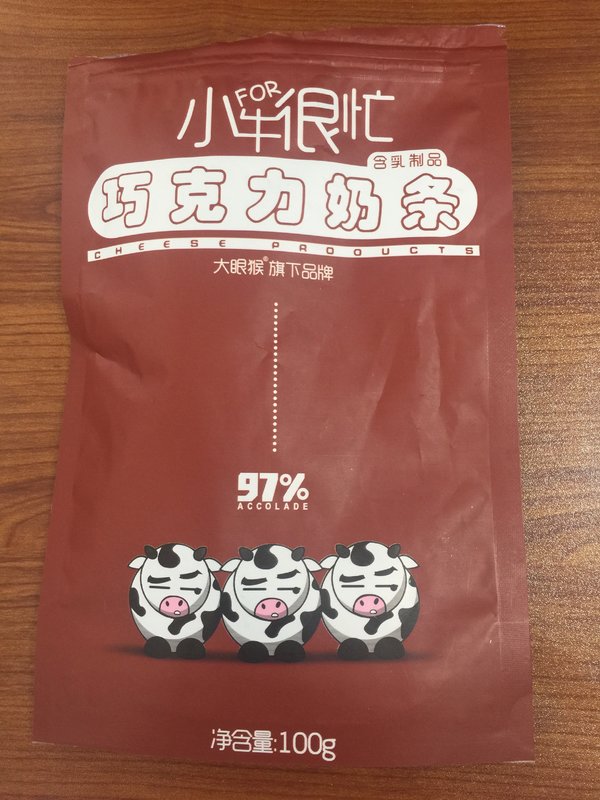 FOR
小牛很忙
含乳制品
巧克力奶条
CHEESE PRODUCTS
大眼猴®旗下品牌
97%
ACCOLADE
净含量:100g